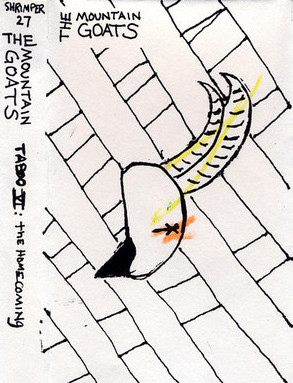 SHRIMPER
27
THE MOUNTAIN
GOATS
TABOO VI: the HOMECOMING
THE MOUNTAIN
GOATS